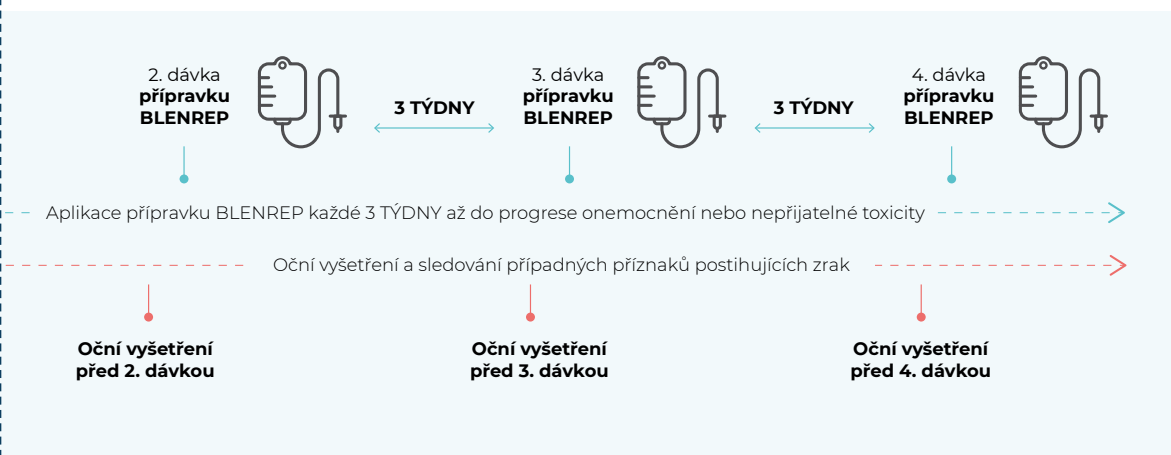 2. dávka
přípravku
BLENREP
3 TÝDNY
3. dávka
přípravku
BLENREP
3 TÝDNY
4. dávka
přípravku
BLENREP
Aplikace přípravku BLENREP každé 3 TÝDNY až do progrese onemocnění nebo nepřijatelné toxicity
Oční vyšetření a sledování případných příznaků postihujících zrak
Oční vyšetření
před 2. dávkou
Oční vyšetření
před 3. dávkou
Oční vyšetření
před 4. dávkou